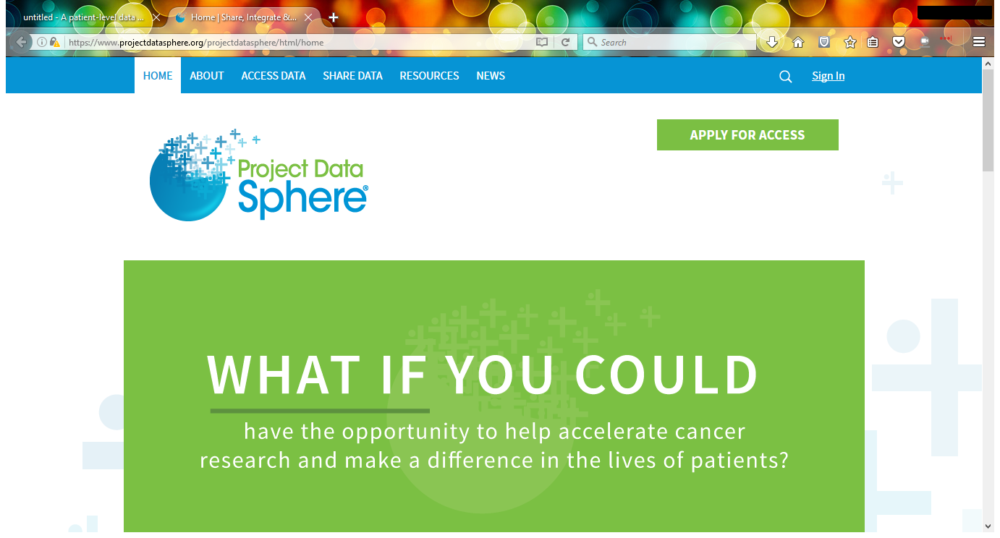 untitled - A patient-level data ...
Home | Share, Integrate &...
https://www.projectdatasphere.org/projectdatasphere/html/home
Search
HOME ABOUT ACCESS DATA SHARE DATA RESOURCES NEWS
Sign In
APPLY FOR ACCESS
Project Data
Sphere®
WHAT IF YOU COULD
have the opportunity to help accelerate cancer
research and make a difference in the lives of patients?